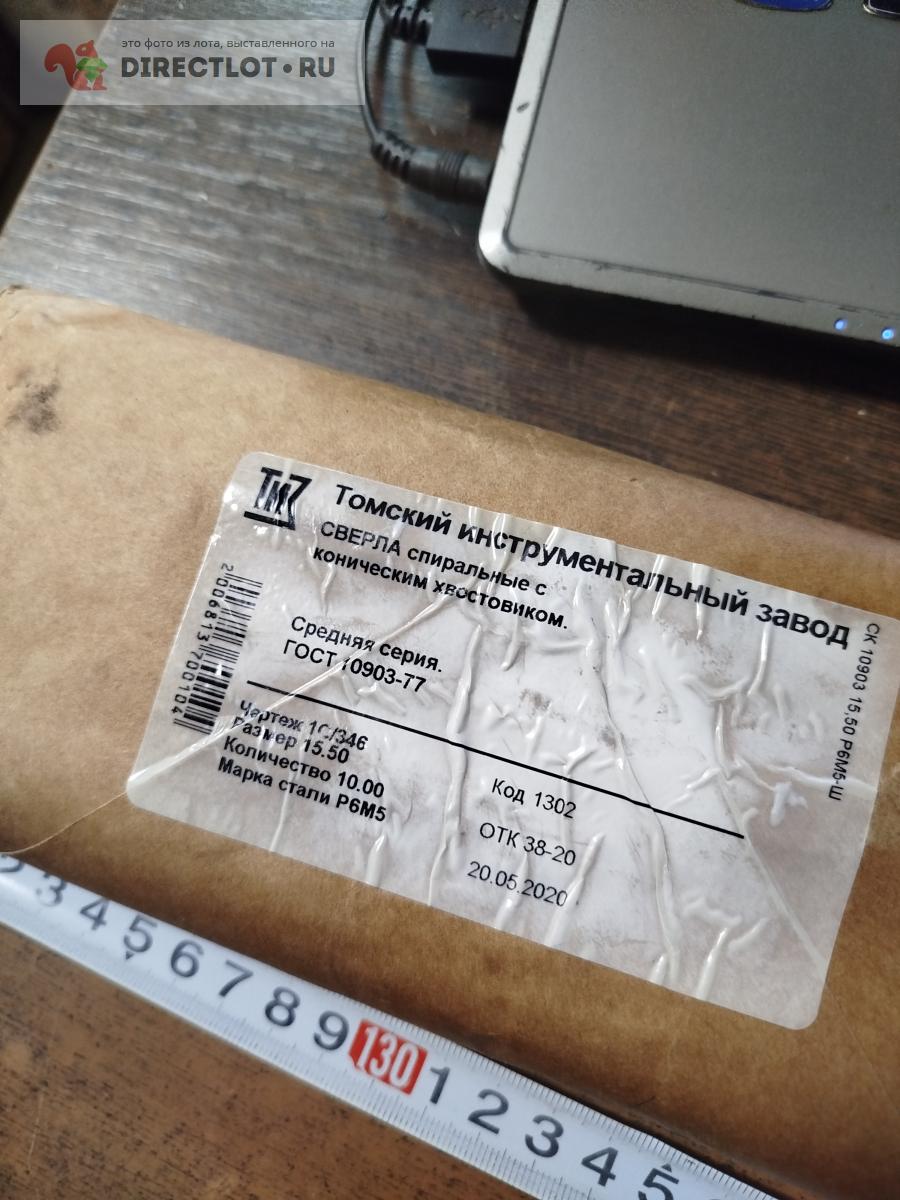 это фото из лота, выставленного на
DIRECTLOT•RU
ТИЗ
Томский инструментальный завод
СВЕРЛА спиральные с
коническим хвостовиком.
Средняя серия.
ГОСТ 10903-77
Чертеж 1С/346
Размер 15.50
Количество 10.00
Марка стали Р6М5
Код 1302
ОТК 38-20
20.05.2020
2006813700104
СК 10903 15,50 Р6М5-Ш
2 3 4 5 6 7 8 9 130 1 2 3 4 5